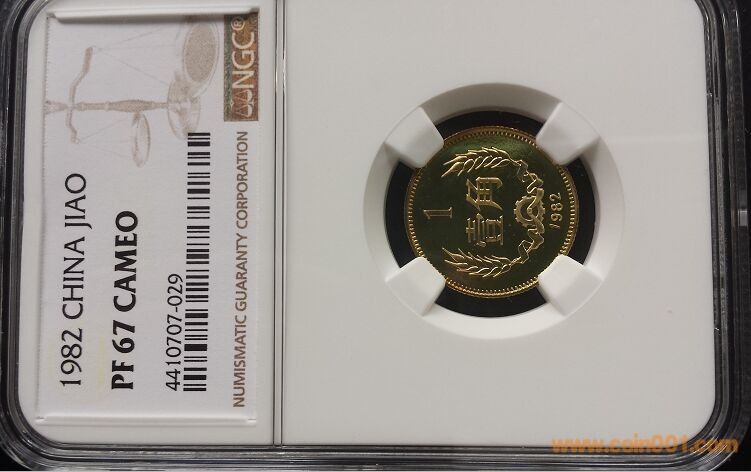 1982 CHINA JIAO
PF 67 CAMEO
4410707-029
NUMISMATIC GUARANTY CORPORATION
NGC®
1
壹角
1982
www.coin001.com